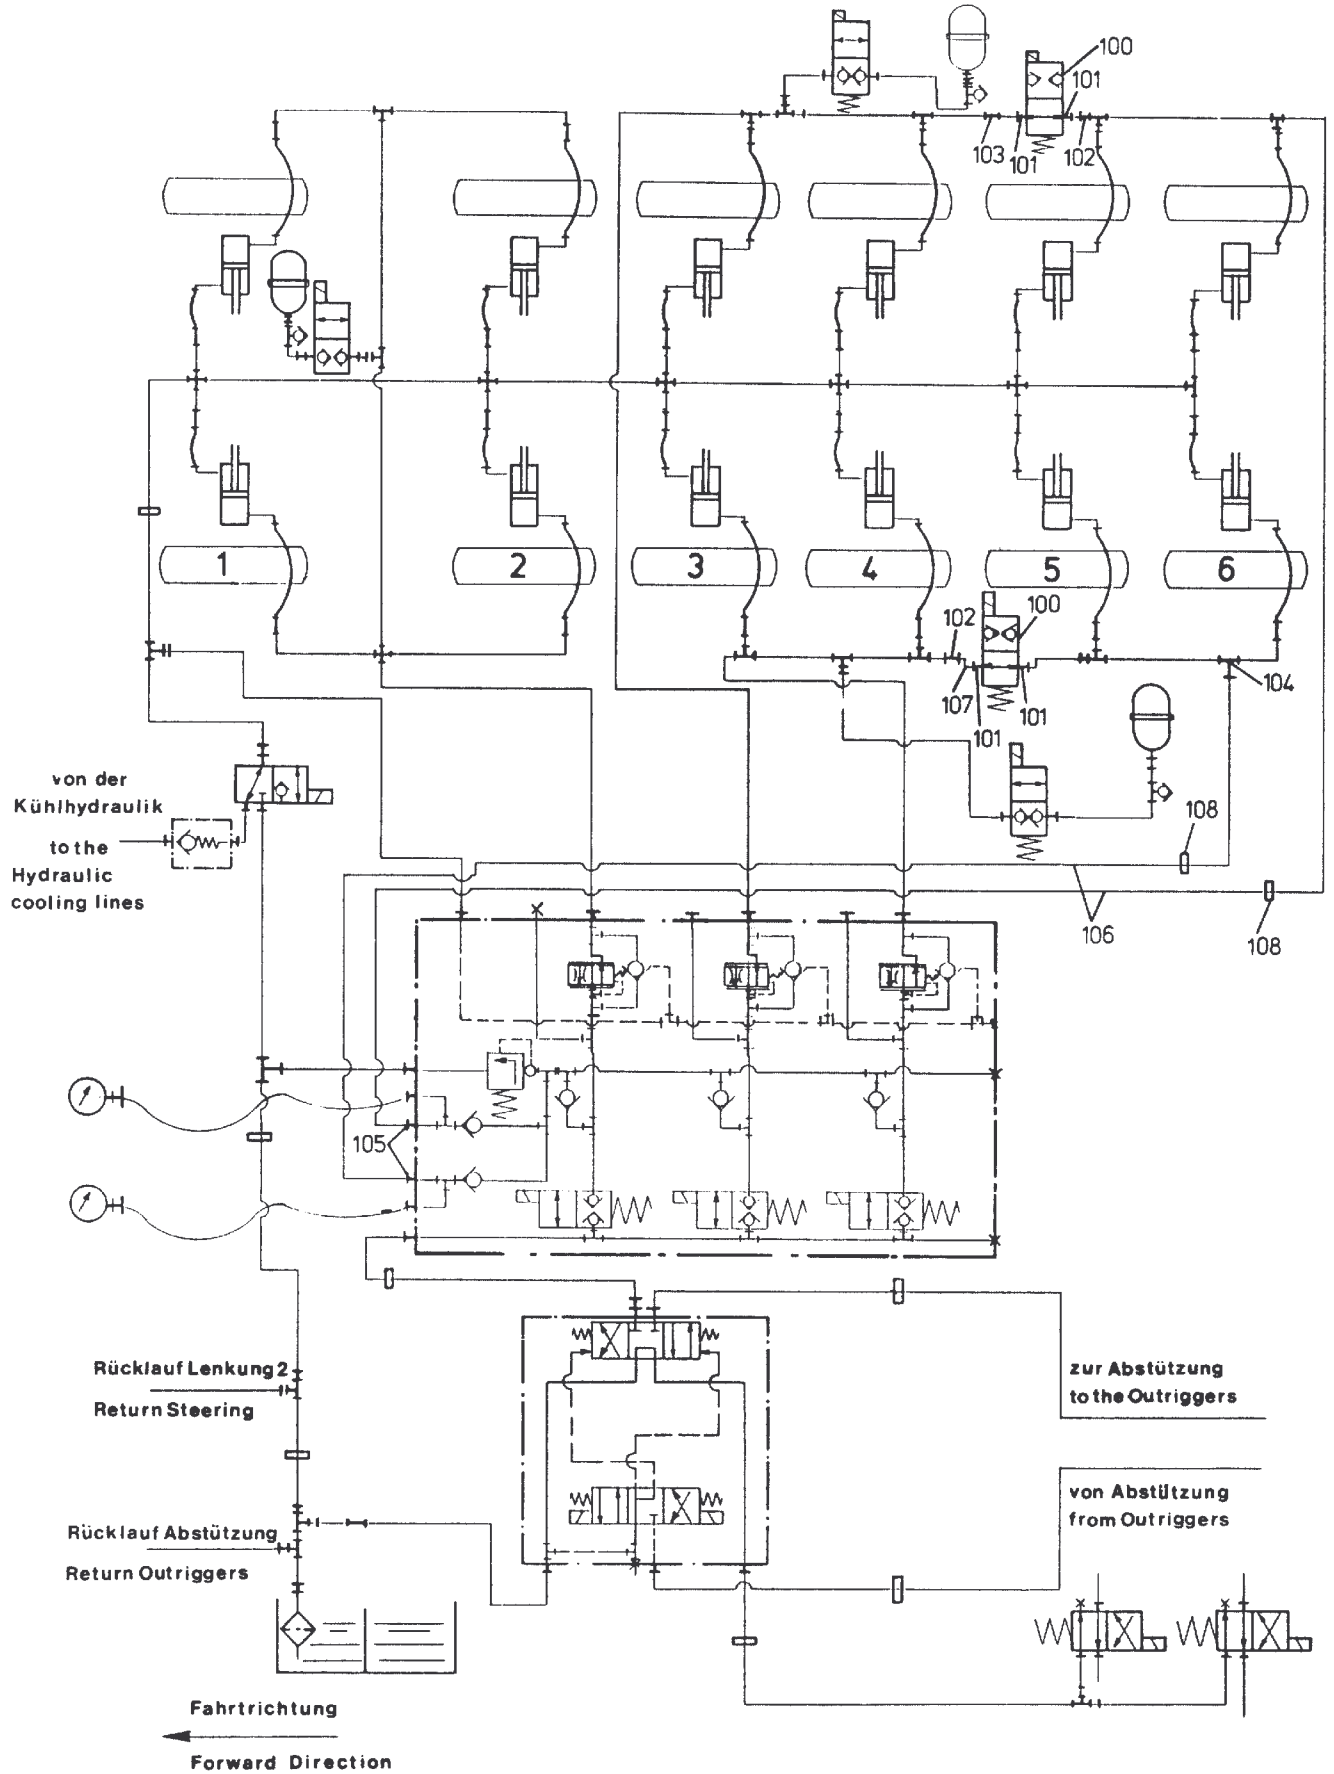 100
101
103
101
102
1
2
3
4
5
6
102
100
107
101
101
104
von der
Kühlhydraulik
to the
Hydraulic
cooling lines
108
106
108
105
Rücklauf Lenkung 2
Return Steering
zur Abstützung
to the Outriggers
von Abstützung
from Outriggers
Rücklauf Abstützung
Return Outriggers
Fahrtrichtung
Forward Direction